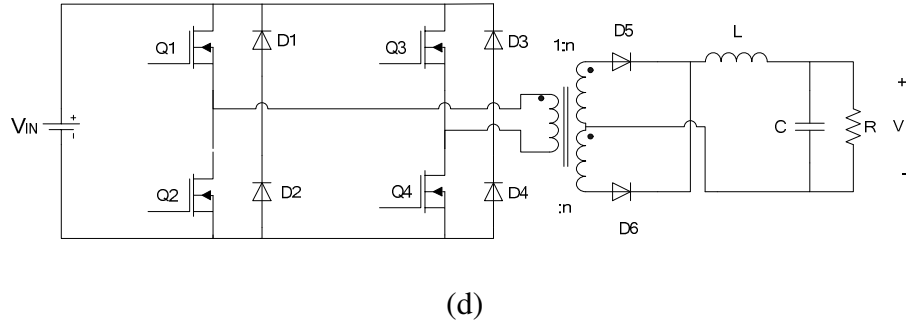 Q1
D1
Q3
D3
1:n
D5
L
VIN
+
-
C
R
+
V
-
Q2
D2
Q4
D4
:n
D6
(d)